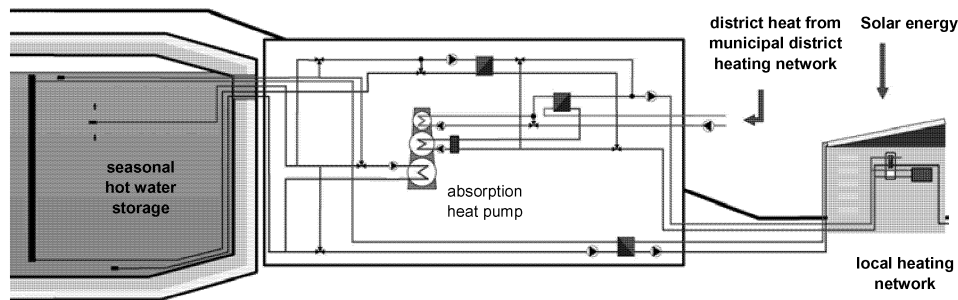 district heat from
municipal district
heating network
Solar energy
seasonal
hot water
storage
absorption
heat pump
local heating
network